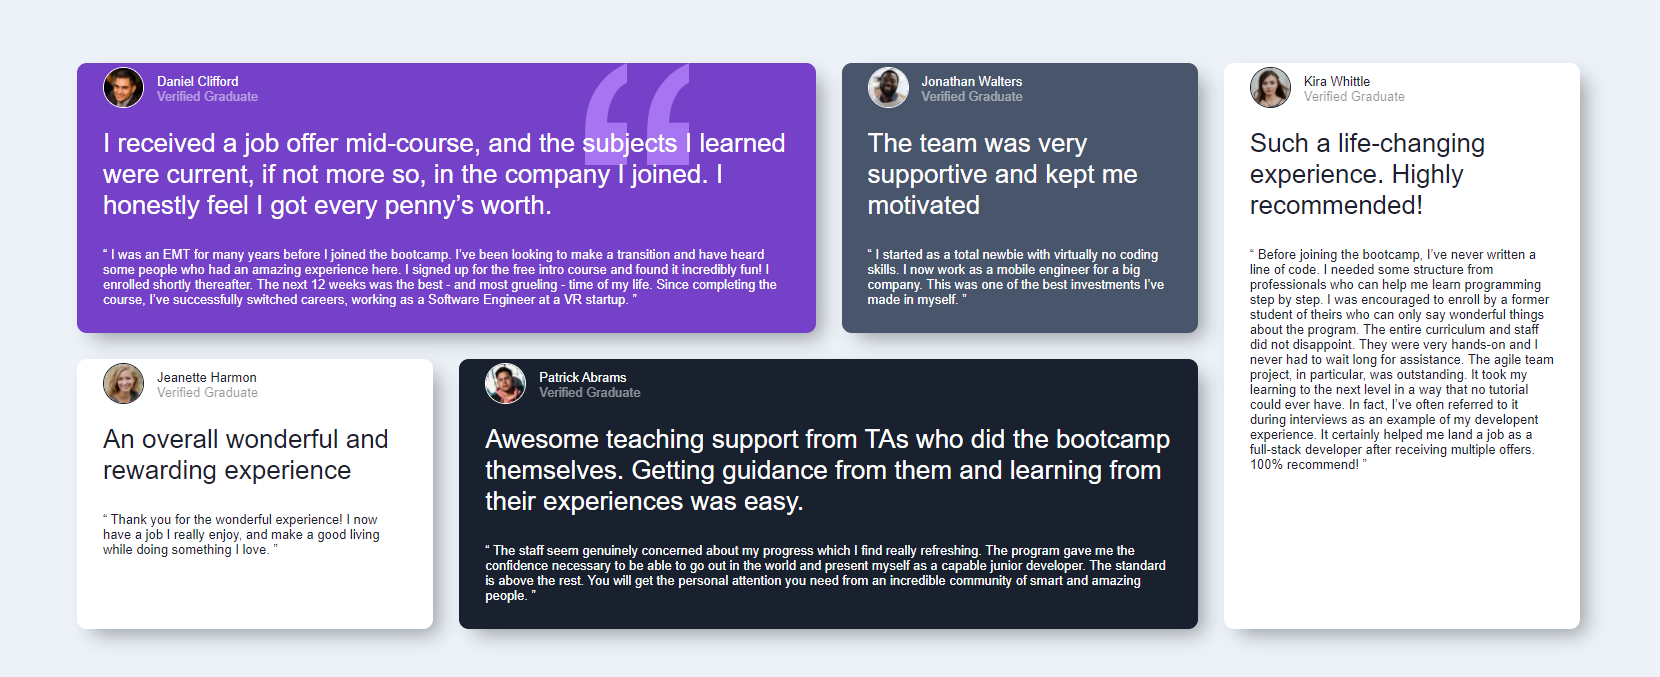 Daniel Clifford
Verified Graduate
I received a job offer mid-course, and the subjects I learned
were current, if not more so, in the company I joined. I
honestly feel I got every penny’s worth.
“ I was an EMT for many years before I joined the bootcamp. I’ve been looking to make a transition and have heard
some people who had an amazing experience here. I signed up for the free intro course and found it incredibly fun! I
enrolled shortly thereafter. The next 12 weeks was the best - and most grueling - time of my life. Since completing the
course, I’ve successfully switched careers, working as a Software Engineer at a VR startup. ”
Jonathan Walters
Verified Graduate
The team was very
supportive and kept me
motivated
“ I started as a total newbie with virtually no coding
skills. I now work as a mobile engineer for a big
company. This was one of the best investments I’ve
made in myself. ”
Kira Whittle
Verified Graduate
Such a life-changing
experience. Highly
recommended!
“ Before joining the bootcamp, I’ve never written a
line of code. I needed some structure from
professionals who can help me learn programming
step by step. I was encouraged to enroll by a former
student of theirs who can only say wonderful things
about the program. The entire curriculum and staff
did not disappoint. They were very hands-on and I
never had to wait long for assistance. The agile team
project, in particular, was outstanding. It took my
learning to the next level in a way that no tutorial
could ever have. In fact, I’ve often referred to it
during interviews as an example of my developent
experience. It certainly helped me land a job as a
full-stack developer after receiving multiple offers.
100% recommend! ”
Jeanette Harmon
Verified Graduate
An overall wonderful and
rewarding experience
“ Thank you for the wonderful experience! I now
have a job I really enjoy, and make a good living
while doing something I love. ”
Patrick Abrams
Verified Graduate
Awesome teaching support from TAs who did the bootcamp
themselves. Getting guidance from them and learning from
their experiences was easy.
“ The staff seem genuinely concerned about my progress which I find really refreshing. The program gave me the
confidence necessary to be able to go out in the world and present myself as a capable junior developer. The standard
is above the rest. You will get the personal attention you need from an incredible community of smart and amazing
people. ”